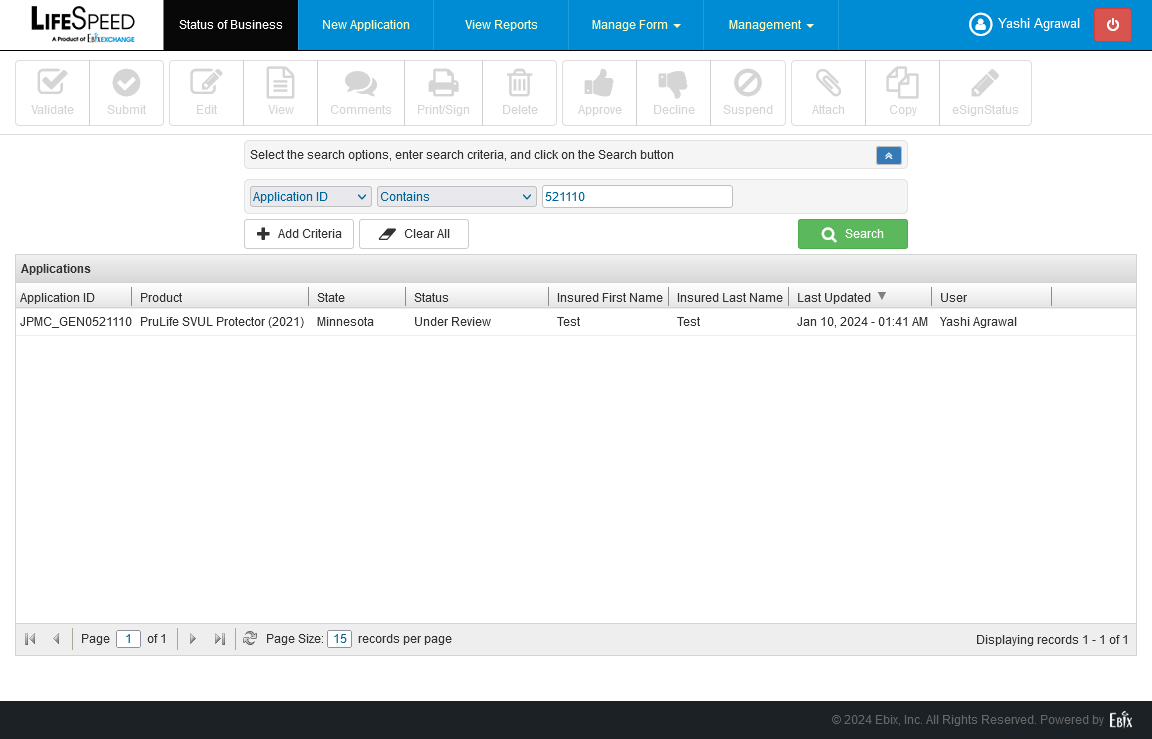 LIFESPEED
A Product of EbixEXCHANGE
Status of Business
New Application
View Reports
Manage Form
Management
Yashi Agrawal
Validate
Submit
Edit
View
Comments
Print/Sign
Delete
Approve
Decline
Suspend
Attach
Copy
eSignStatus
Select the search options, enter search criteria, and click on the Search button
Application ID
Contains
521110
Add Criteria
Clear All
Search
Applications
Application ID Product State Status Insured First Name Insured Last Name Last Updated User
JPMC_GEN0521110 PruLife SVUL Protector (2021) Minnesota Under Review Test Test Jan 10, 2024 - 01:41 AM Yashi Agrawal
Page 1 of 1 Page Size: 15 records per page Displaying records 1 - 1 of 1
© 2024 Ebix, Inc. All Rights Reserved. Powered by Ebix